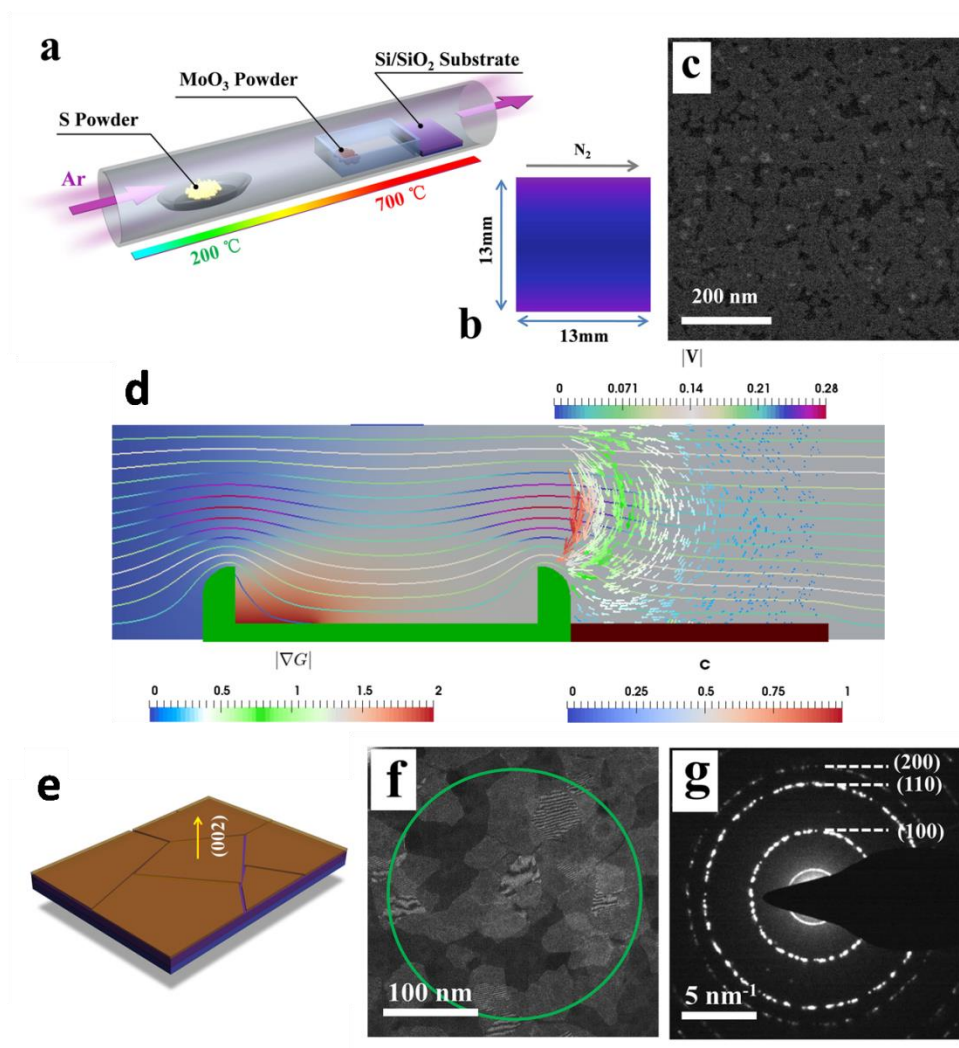 a
Si/SiO₂ Substrate
MoO₃ Powder
S Powder
Ar
200 ℃
700 ℃
b
N₂
13mm
13mm
c
200 nm
d
|V|
0 0.071 0.14 0.21 0.28
|∇G|
0 0.5 1 1.5 2
C
0 0.25 0.5 0.75 1
e
(002)
f
100 nm
g
(200)
(110)
(100)
5 nm⁻¹